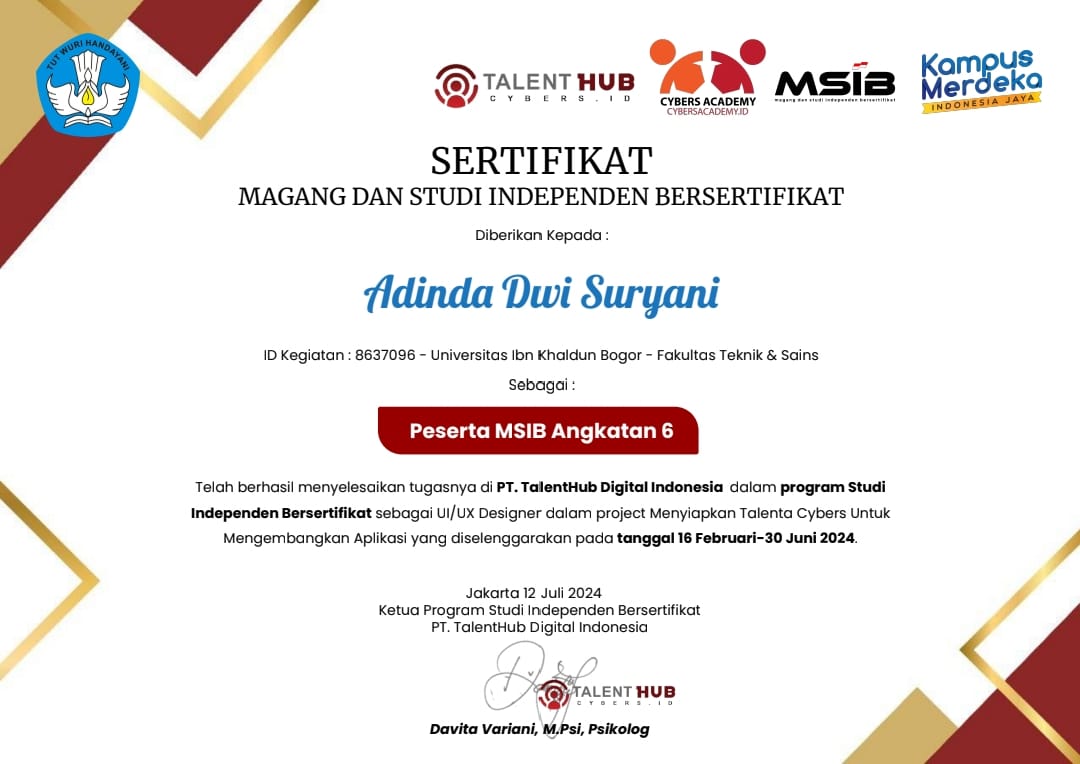 TUT WURI HANDAYANI
TALENT HUB
CYBERS.ID
CYBERS ACADEMY
CYBERSACADEMY.ID
MSIB
magang dan studi independen bersertifikat
Kampus
Merdeka
INDONESIA JAYA
SERTIFIKAT
MAGANG DAN STUDI INDEPENDEN BERSERTIFIKAT
Diberikan Kepada :
Adinda Dwi Suryani
ID Kegiatan : 8637096 - Universitas Ibn Khaldun Bogor - Fakultas Teknik & Sains
Sebagai :
Peserta MSIB Angkatan 6
Telah berhasil menyelesaikan tugasnya di PT. TalentHub Digital Indonesia dalam program Studi
Independen Bersertifikat sebagai UI/UX Designer dalam project Menyiapkan Talenta Cybers Untuk
Mengembangkan Aplikasi yang diselenggarakan pada tanggal 16 Februari-30 Juni 2024.
Jakarta 12 Juli 2024
Ketua Program Studi Independen Bersertifikat
PT. TalentHub Digital Indonesia
TALENT HUB
CYBERS.ID
Davita Variani, M.Psi, Psikolog